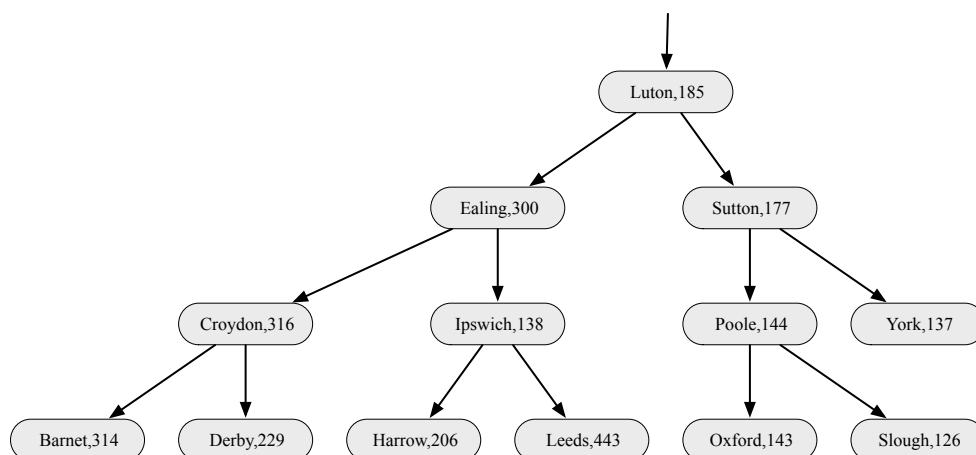 Luton,185
Ealing,300
Sutton,177
Croydon,316
Ipswich,138
Poole,144
York,137
Barnet,314
Derby,229
Harrow,206
Leeds,443
Oxford,143
Slough,126